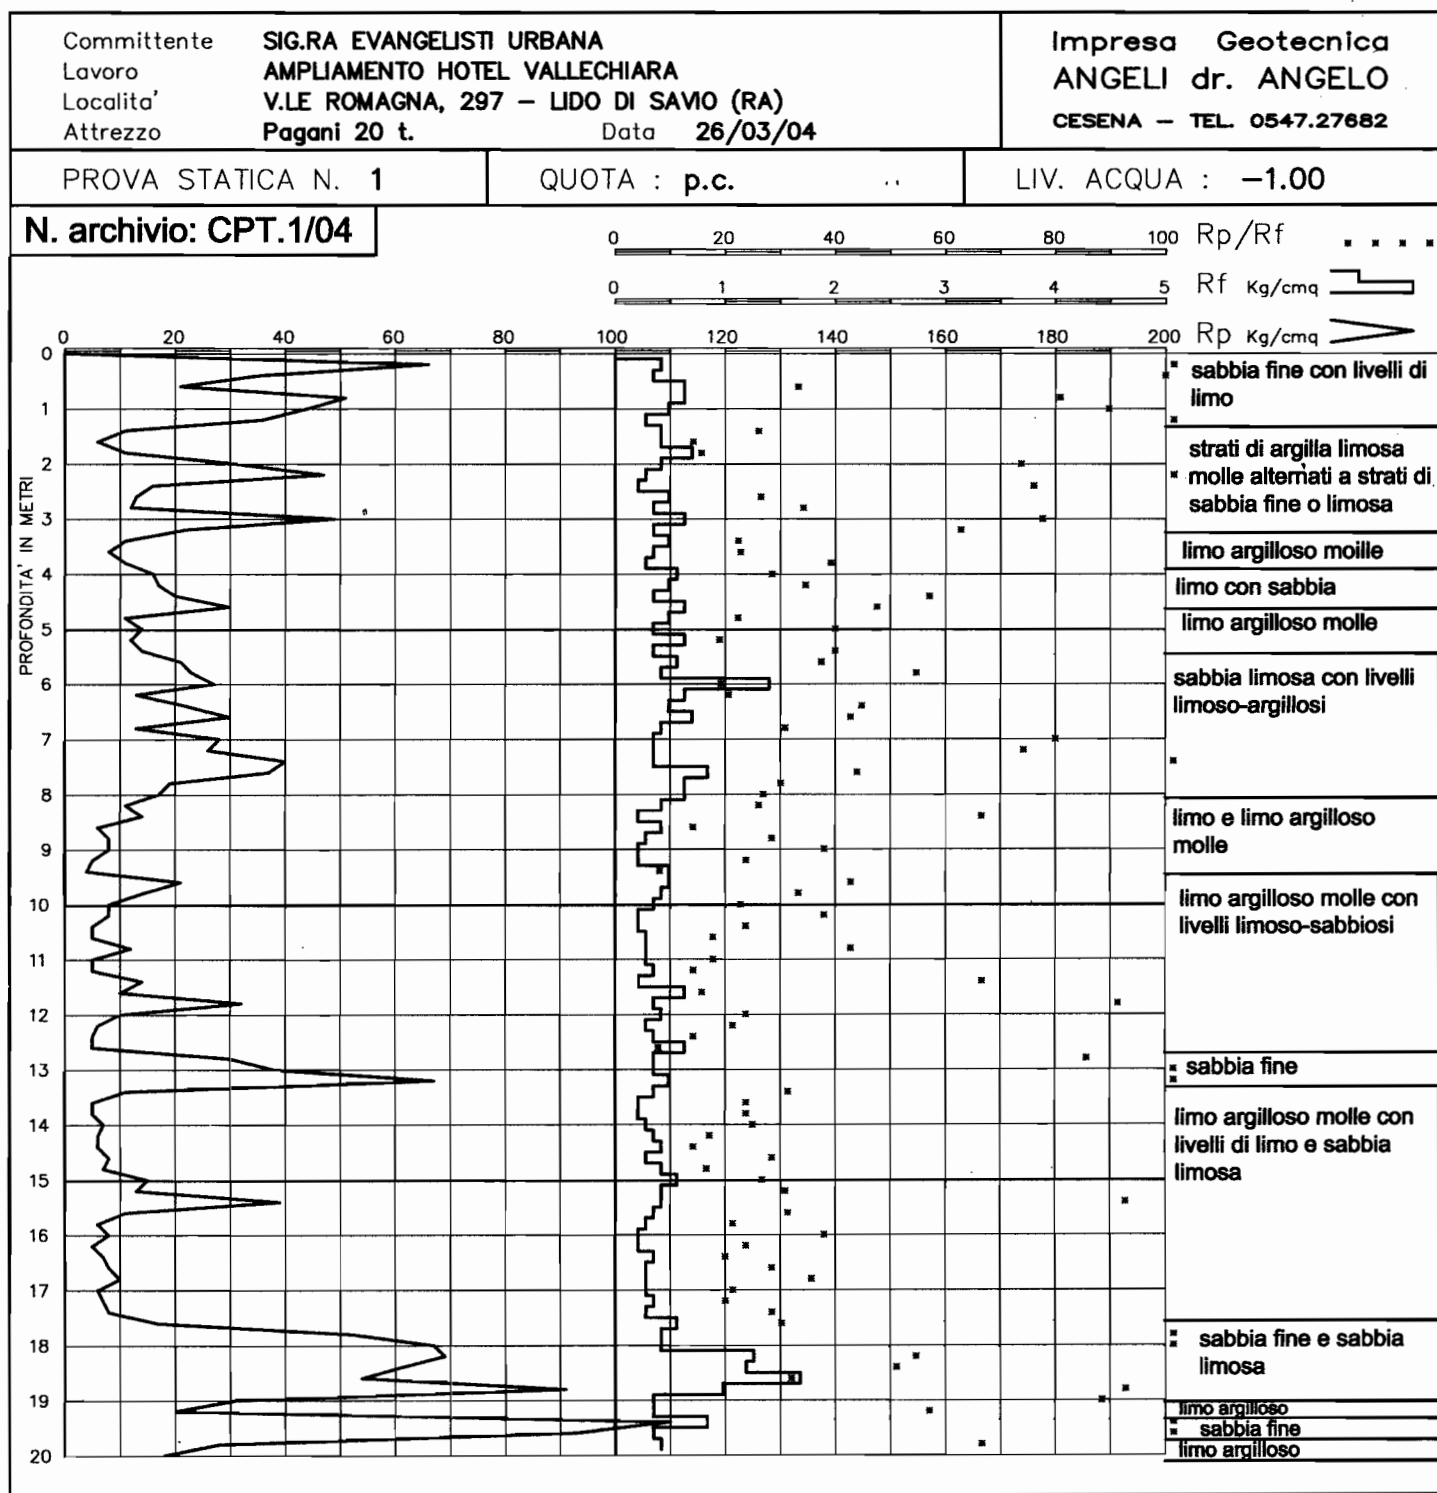 Committente SIG.RA EVANGELISTI URBANA
Lavoro AMPLIAMENTO HOTEL VALLECHIARA
Localita' V.LE ROMAGNA, 297 – LIDO DI SAVIO (RA)
Attrezzo Pagani 20 t. Data 26/03/04
Impresa Geotecnica
ANGELI dr. ANGELO
CESENA – TEL. 0547.27682
PROVA STATICA N. 1 QUOTA : p.c. LIV. ACQUA : –1.00
N. archivio: CPT.1/04
0 20 40 60 80 100 Rp/Rf
0 1 2 3 4 5 Rf Kg/cmq
Rp Kg/cmq
0 20 40 60 80 100 120 140 160 180 200
PROFONDITA' IN METRI
0
1
2
3
4
5
6
7
8
9
10
11
12
13
14
15
16
17
18
19
20
sabbia fine con livelli di
limo
strati di argilla limosa
molle alternati a strati di
sabbia fine o limosa
limo argilloso moille
limo con sabbia
limo argilloso molle
sabbia limosa con livelli
limoso-argillosi
limo e limo argilloso
molle
limo argilloso molle con
livelli limoso-sabbiosi
sabbia fine
limo argilloso molle con
livelli di limo e sabbia
limosa
sabbia fine e sabbia
limosa
limo argilloso
sabbia fine
limo argilloso